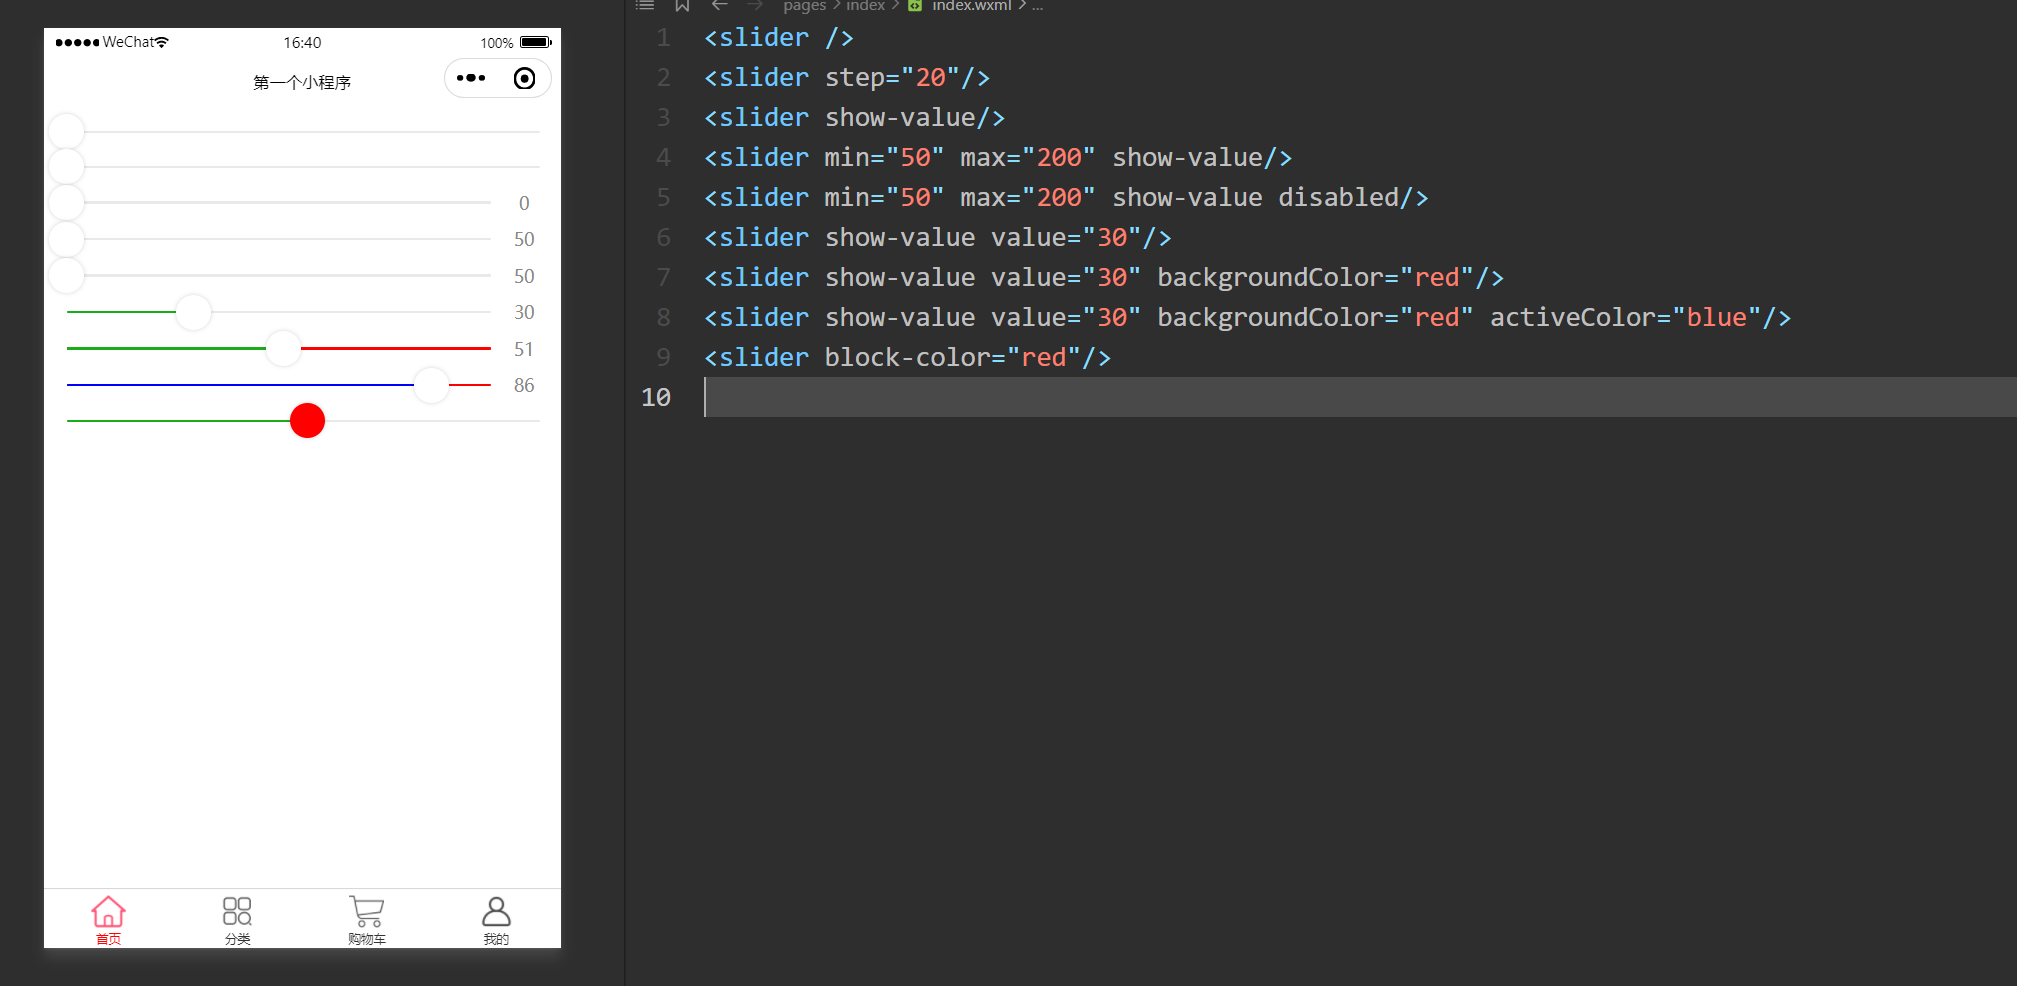 WeChat 16:40 100%
第一个小程序
0
50
50
30
51
86
首页 分类 购物车 我的
pages > index > index.wxml > ...
1 <slider />
2 <slider step="20"/>
3 <slider show-value/>
4 <slider min="50" max="200" show-value/>
5 <slider min="50" max="200" show-value disabled/>
6 <slider show-value value="30"/>
7 <slider show-value value="30" backgroundColor="red"/>
8 <slider show-value value="30" backgroundColor="red" activeColor="blue"/>
9 <slider block-color="red"/>
10